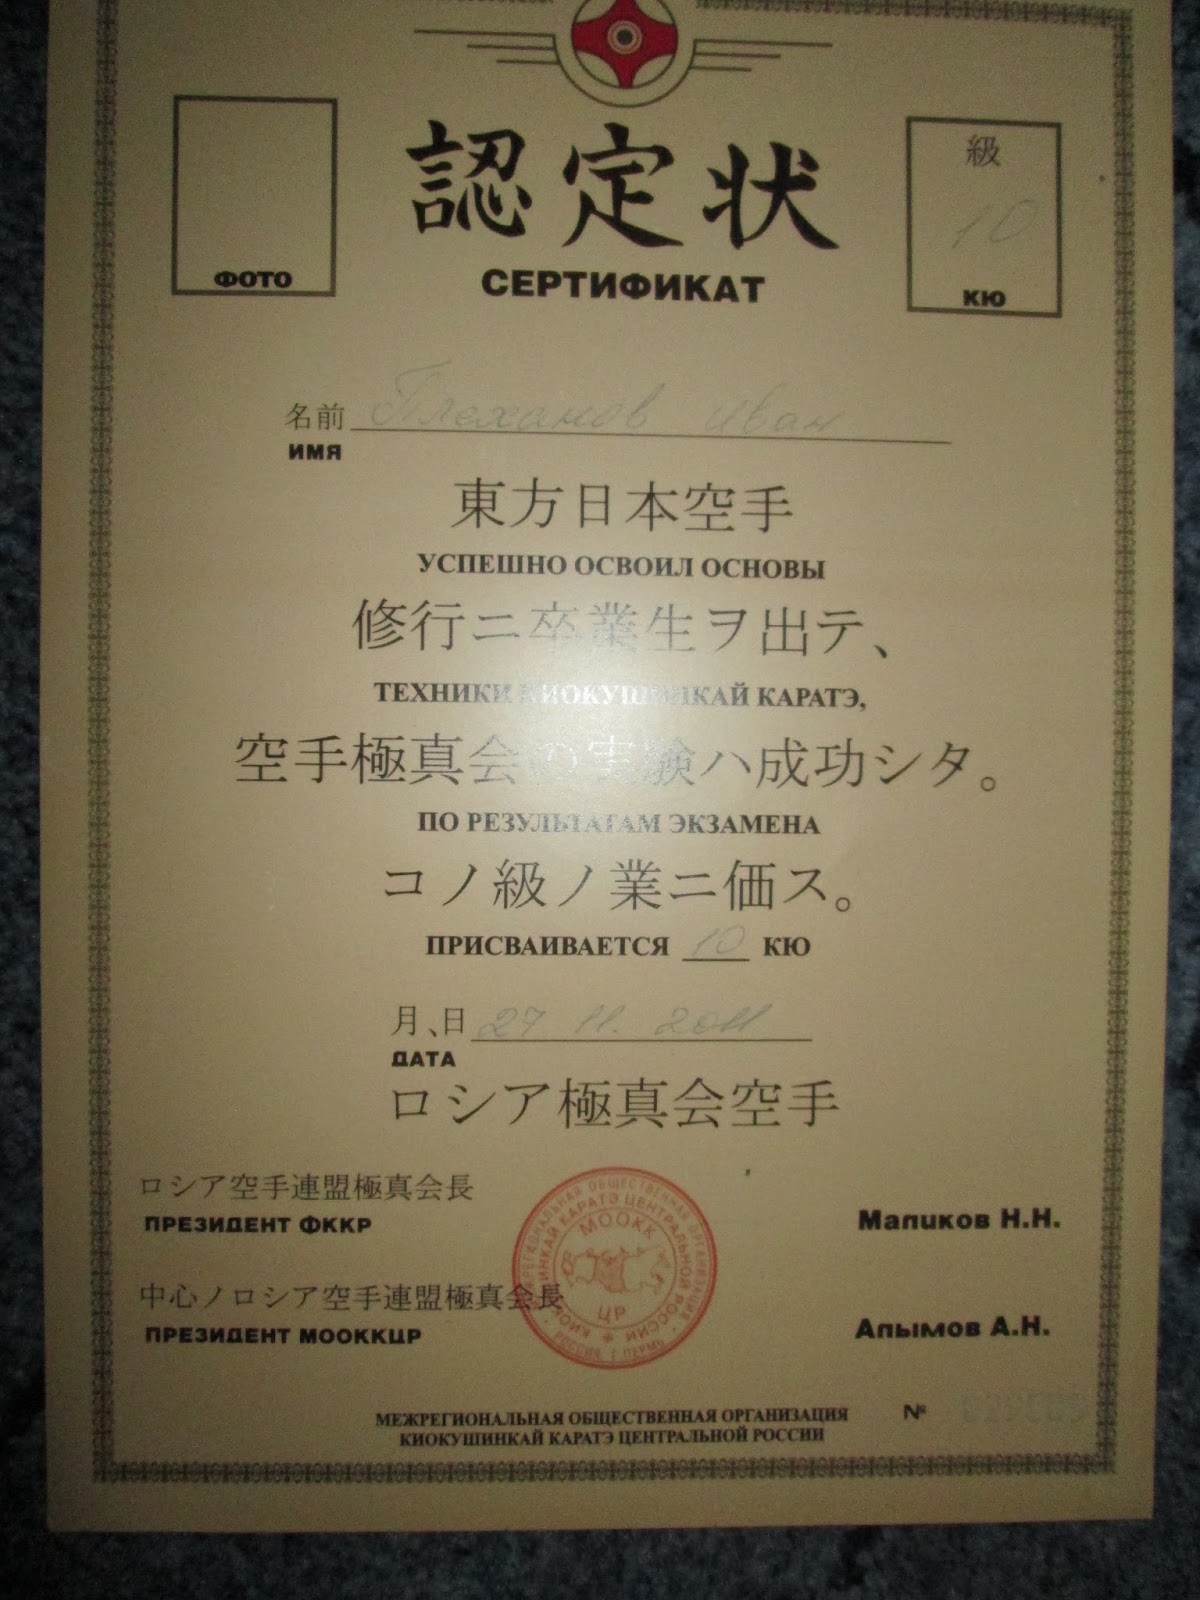 認定状
СЕРТИФИКАТ
ФОТО
級
10
КЮ
名前 Плеханов Иван
ИМЯ
東方日本空手
УСПЕШНО ОСВОИЛ ОСНОВЫ
修行ニ卒業生ヲ出テ、
ТЕХНИКИ КИОКУШИНКАЙ КАРАТЭ,
空手極真会の実験ハ成功シタ。
ПО РЕЗУЛЬТАТАМ ЭКЗАМЕНА
コノ級ノ業ニ価ス。
ПРИСВАИВАЕТСЯ 10 КЮ
月、日 27 11. 2011
ДАТА
ロシア極真会空手
ロシア空手連盟極真会長
ПРЕЗИДЕНТ ФККР
Маликов Н.Н.
中心ノロシア空手連盟極真会長
ПРЕЗИДЕНТ МООККЦР
Алымов А.Н.
МЕЖРЕГИОНАЛЬНАЯ ОБЩЕСТВЕННАЯ ОРГАНИЗАЦИЯ
КИОКУШИНКАЙ КАРАТЭ ЦЕНТРАЛЬНОЙ РОССИИ
МООКК
ЦР
РОССИЯ, Г. ПЕРМЬ
№